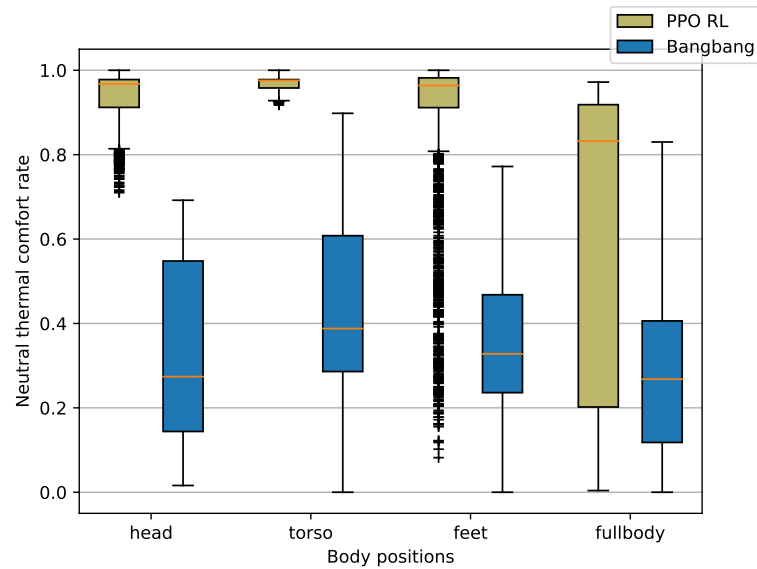 PPO RL
Bangbang
1.0
0.8
0.6
0.4
0.2
0.0
Neutral thermal comfort rate
head torso feet fullbody
Body positions